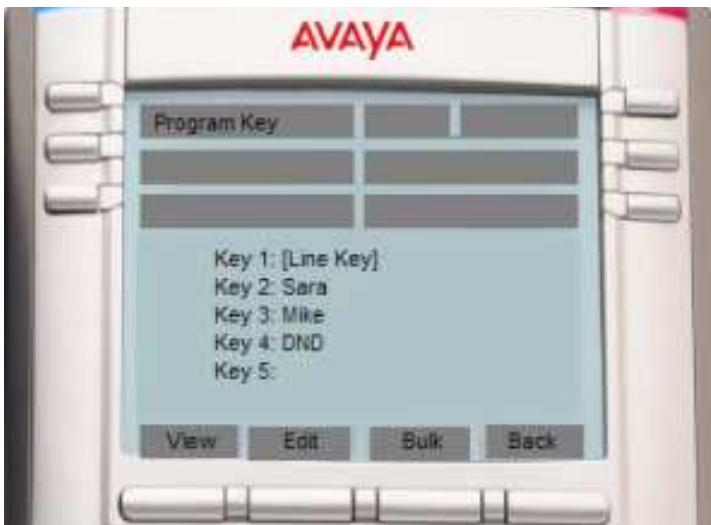 AVAYA
Program Key
Key 1: [Line Key]
Key 2: Sara
Key 3: Mike
Key 4: DND
Key 5:
View Edit Bulk Back